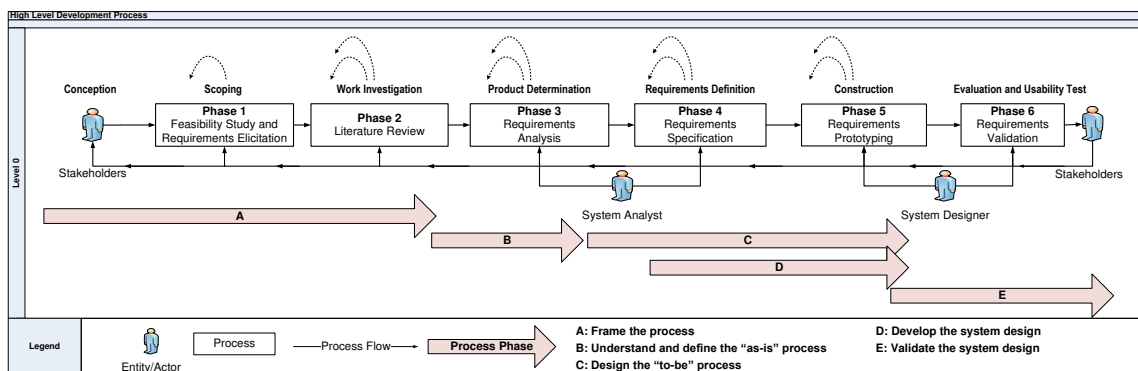 High Level Development Process
Level 0
Conception
Scoping
Work Investigation
Product Determination
Requirements Definition
Construction
Evaluation and Usability Test
Phase 1
Feasibility Study and
Requirements Elicitation
Phase 2
Literature Review
Phase 3
Requirements
Analysis
Phase 4
Requirements
Specification
Phase 5
Requirements
Prototyping
Phase 6
Requirements
Validation
Stakeholders
Stakeholders
System Analyst
System Designer
A
B
C
D
E
Legend
Entity/Actor
Process
Process Flow
Process Phase
A: Frame the process
B: Understand and define the “as-is” process
C: Design the “to-be” process
D: Develop the system design
E: Validate the system design